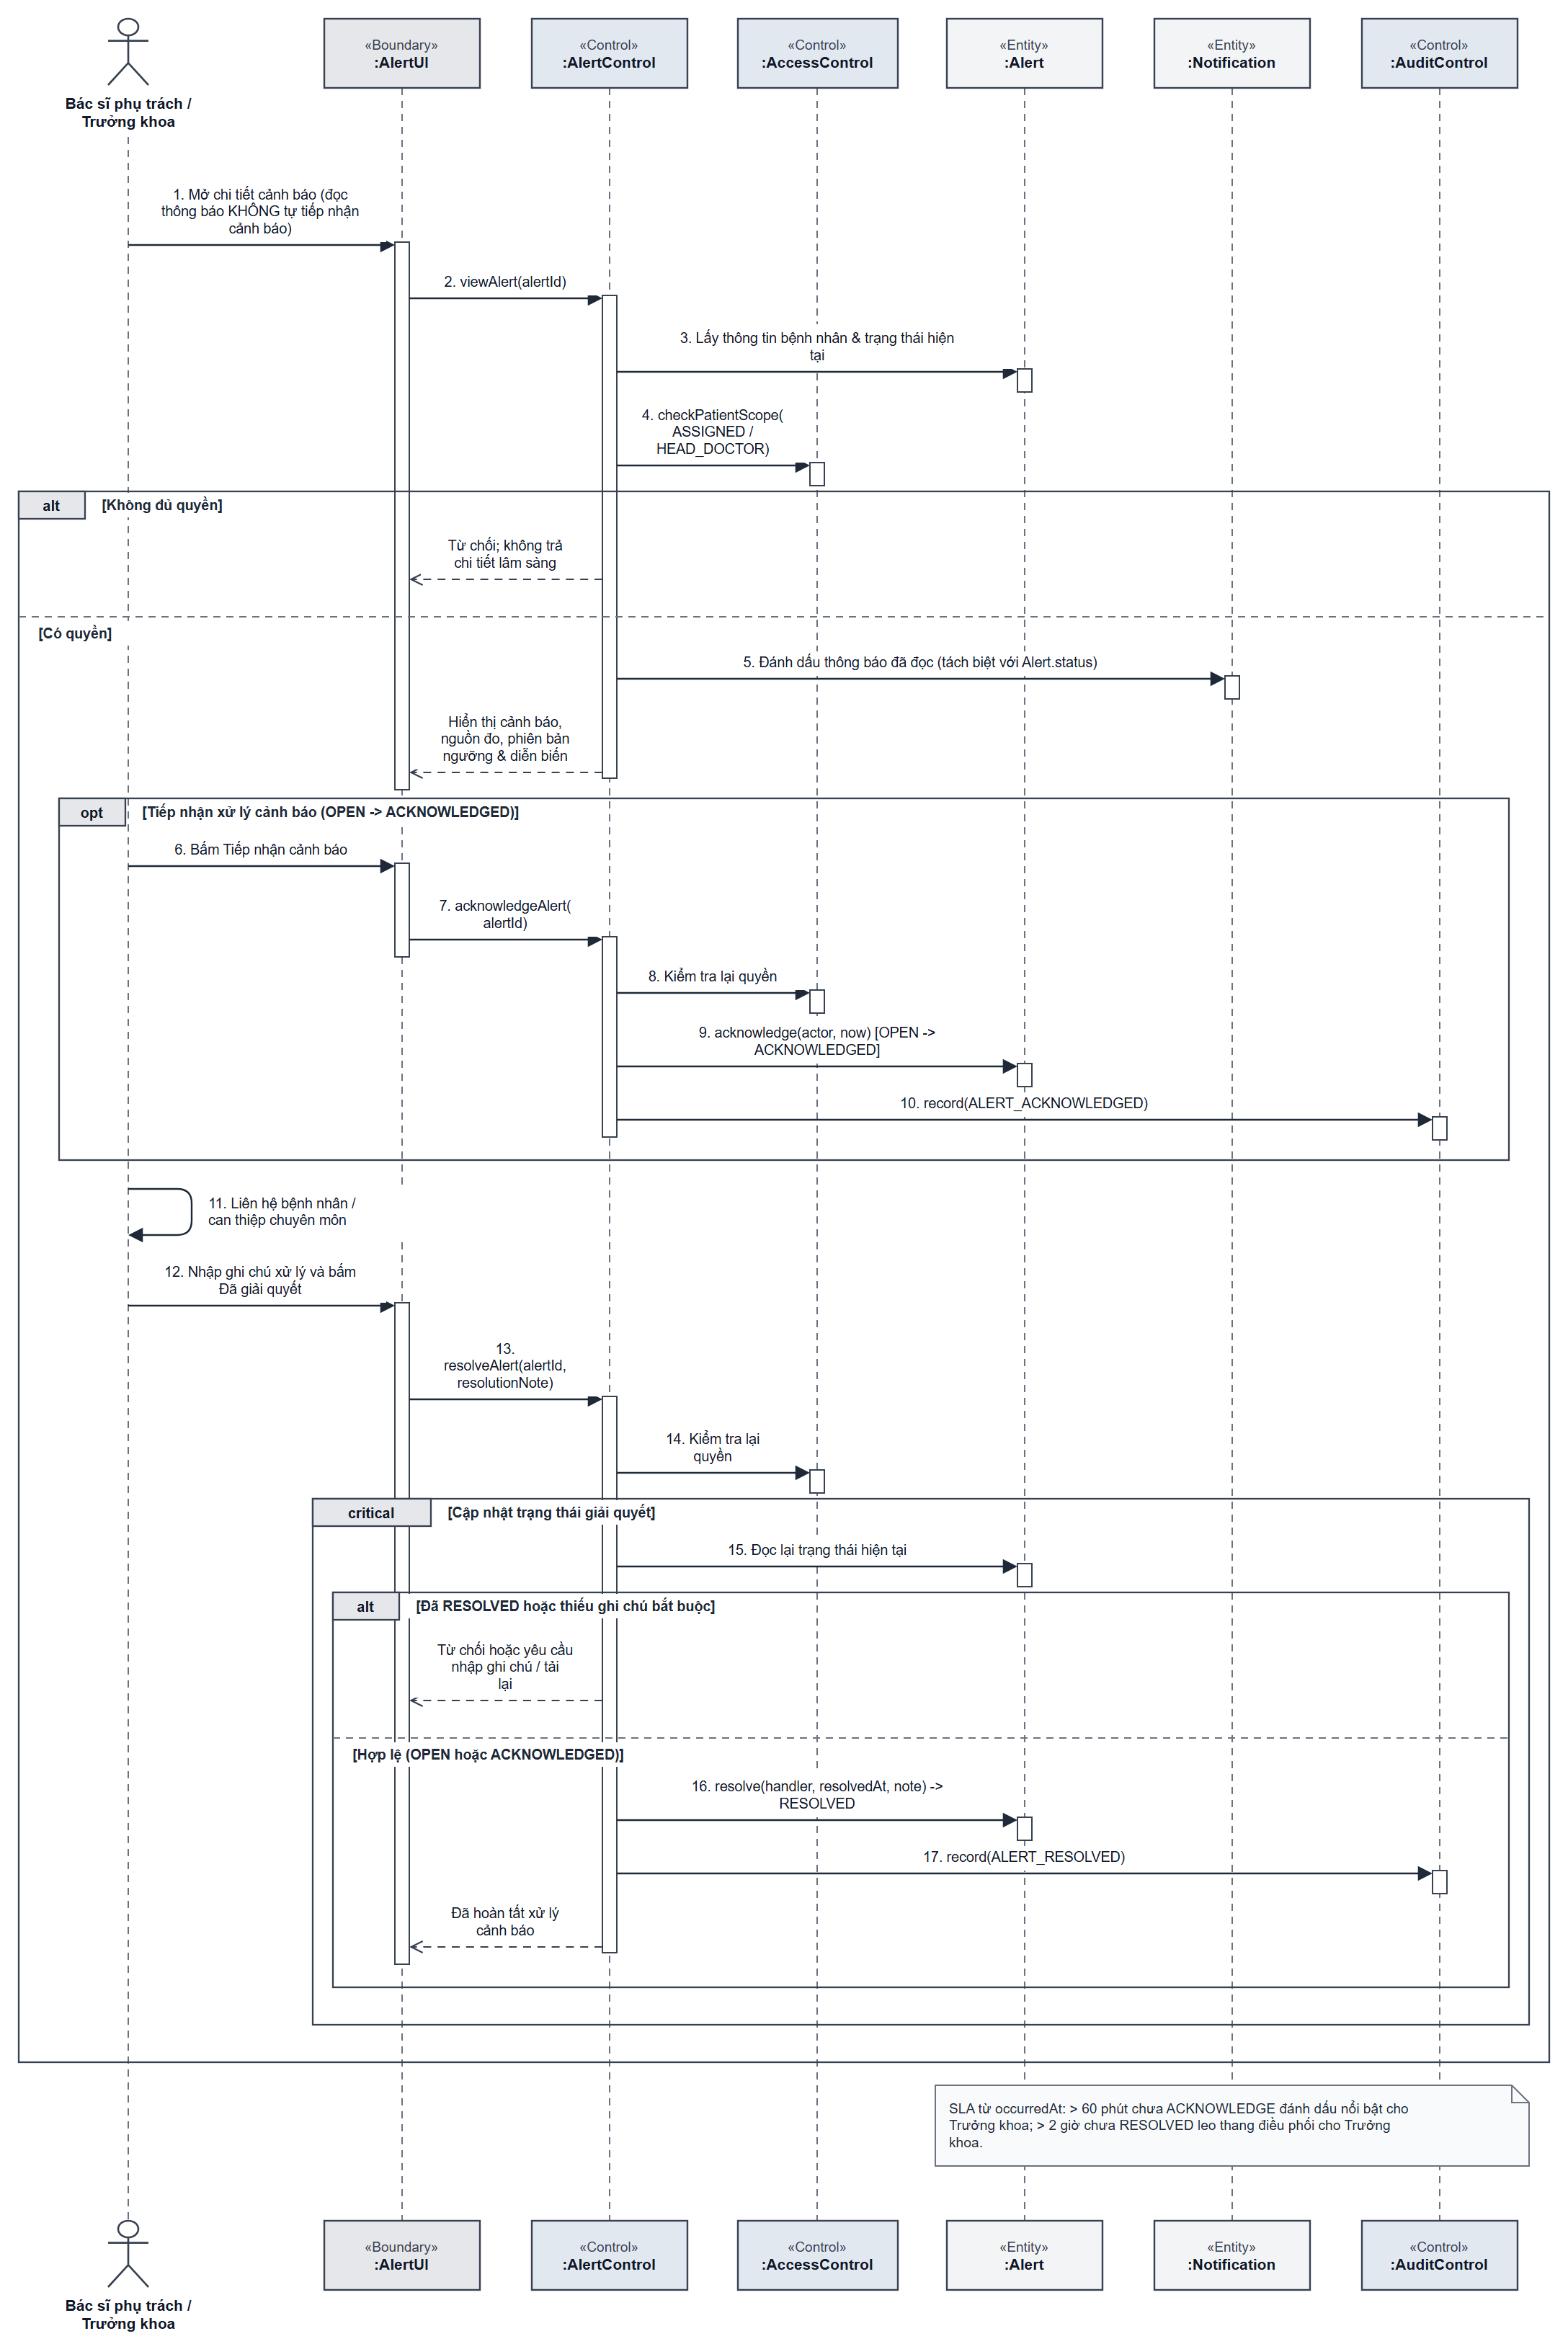 «Boundary»
:AlertUI
«Control»
:AlertControl
«Control»
:AccessControl
«Entity»
:Alert
«Entity»
:Notification
«Control»
:AuditControl
Bác sĩ phụ trách /
Trưởng khoa
1. Mở chi tiết cảnh báo (đọc
thông báo KHÔNG tự tiếp nhận
cảnh báo)
2. viewAlert(alertId)
3. Lấy thông tin bệnh nhân & trạng thái hiện
tại
4. checkPatientScope(
ASSIGNED /
HEAD_DOCTOR)
alt
[Không đủ quyền]
Từ chối; không trả
chi tiết lâm sàng
[Có quyền]
5. Đánh dấu thông báo đã đọc (tách biệt với Alert.status)
Hiển thị cảnh báo,
nguồn đo, phiên bản
ngưỡng & diễn biến
opt
[Tiếp nhận xử lý cảnh báo (OPEN -> ACKNOWLEDGED)]
6. Bấm Tiếp nhận cảnh báo
7. acknowledgeAlert(
alertId)
8. Kiểm tra lại quyền
9. acknowledge(actor, now) [OPEN ->
ACKNOWLEDGED]
10. record(ALERT_ACKNOWLEDGED)
11. Liên hệ bệnh nhân /
can thiệp chuyên môn
12. Nhập ghi chú xử lý và bấm
Đã giải quyết
13.
resolveAlert(alertId,
resolutionNote)
14. Kiểm tra lại
quyền
critical
[Cập nhật trạng thái giải quyết]
15. Đọc lại trạng thái hiện tại
alt
[Đã RESOLVED hoặc thiếu ghi chú bắt buộc]
Từ chối hoặc yêu cầu
nhập ghi chú / tải
lại
[Hợp lệ (OPEN hoặc ACKNOWLEDGED)]
16. resolve(handler, resolvedAt, note) ->
RESOLVED
17. record(ALERT_RESOLVED)
Đã hoàn tất xử lý
cảnh báo
SLA từ occurredAt: > 60 phút chưa ACKNOWLEDGE đánh dấu nổi bật cho
Trưởng khoa; > 2 giờ chưa RESOLVED leo thang điều phối cho Trưởng
khoa.
«Boundary»
:AlertUI
«Control»
:AlertControl
«Control»
:AccessControl
«Entity»
:Alert
«Entity»
:Notification
«Control»
:AuditControl
Bác sĩ phụ trách /
Trưởng khoa